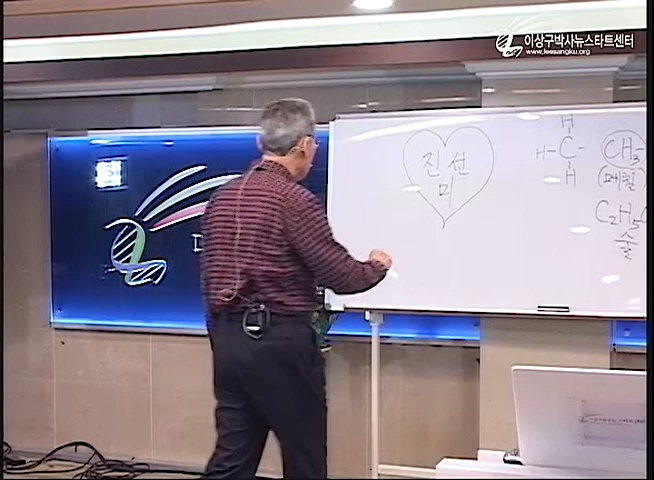 이상구박사뉴스타트센터
www.leesangku.org
진 선
미
H
H-C-
H
CH3-
(메틸)
C2H5
술